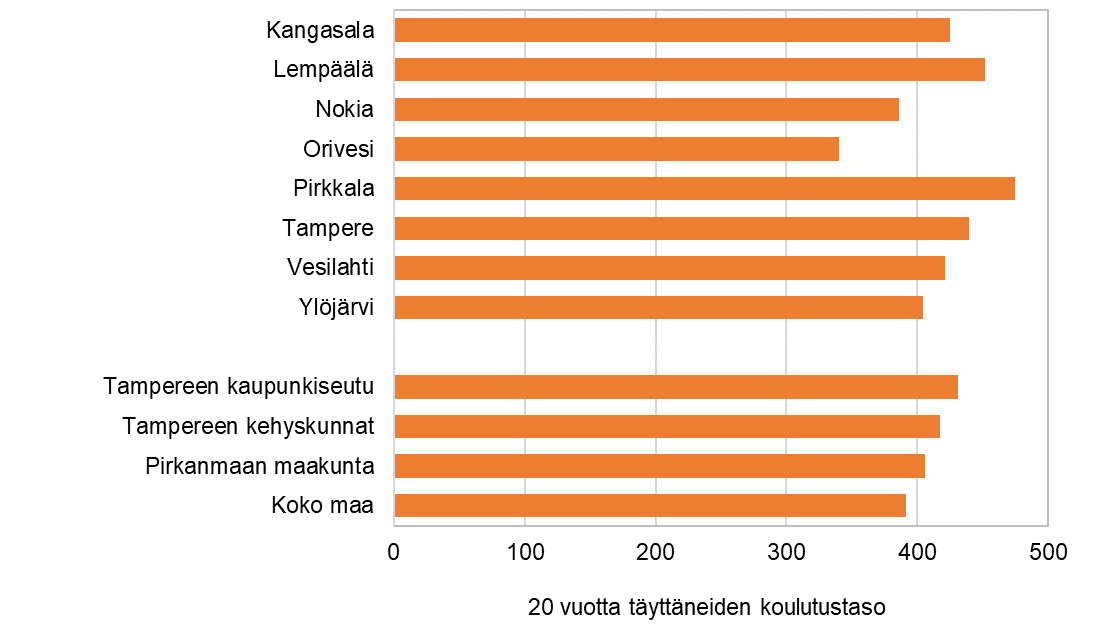 Kangasala
Lempäälä
Nokia
Orivesi
Pirkkala
Tampere
Vesilahti
Ylöjärvi
Tampereen kaupunkiseutu
Tampereen kehyskunnat
Pirkanmaan maakunta
Koko maa
0 100 200 300 400 500
20 vuotta täyttäneiden koulutustaso